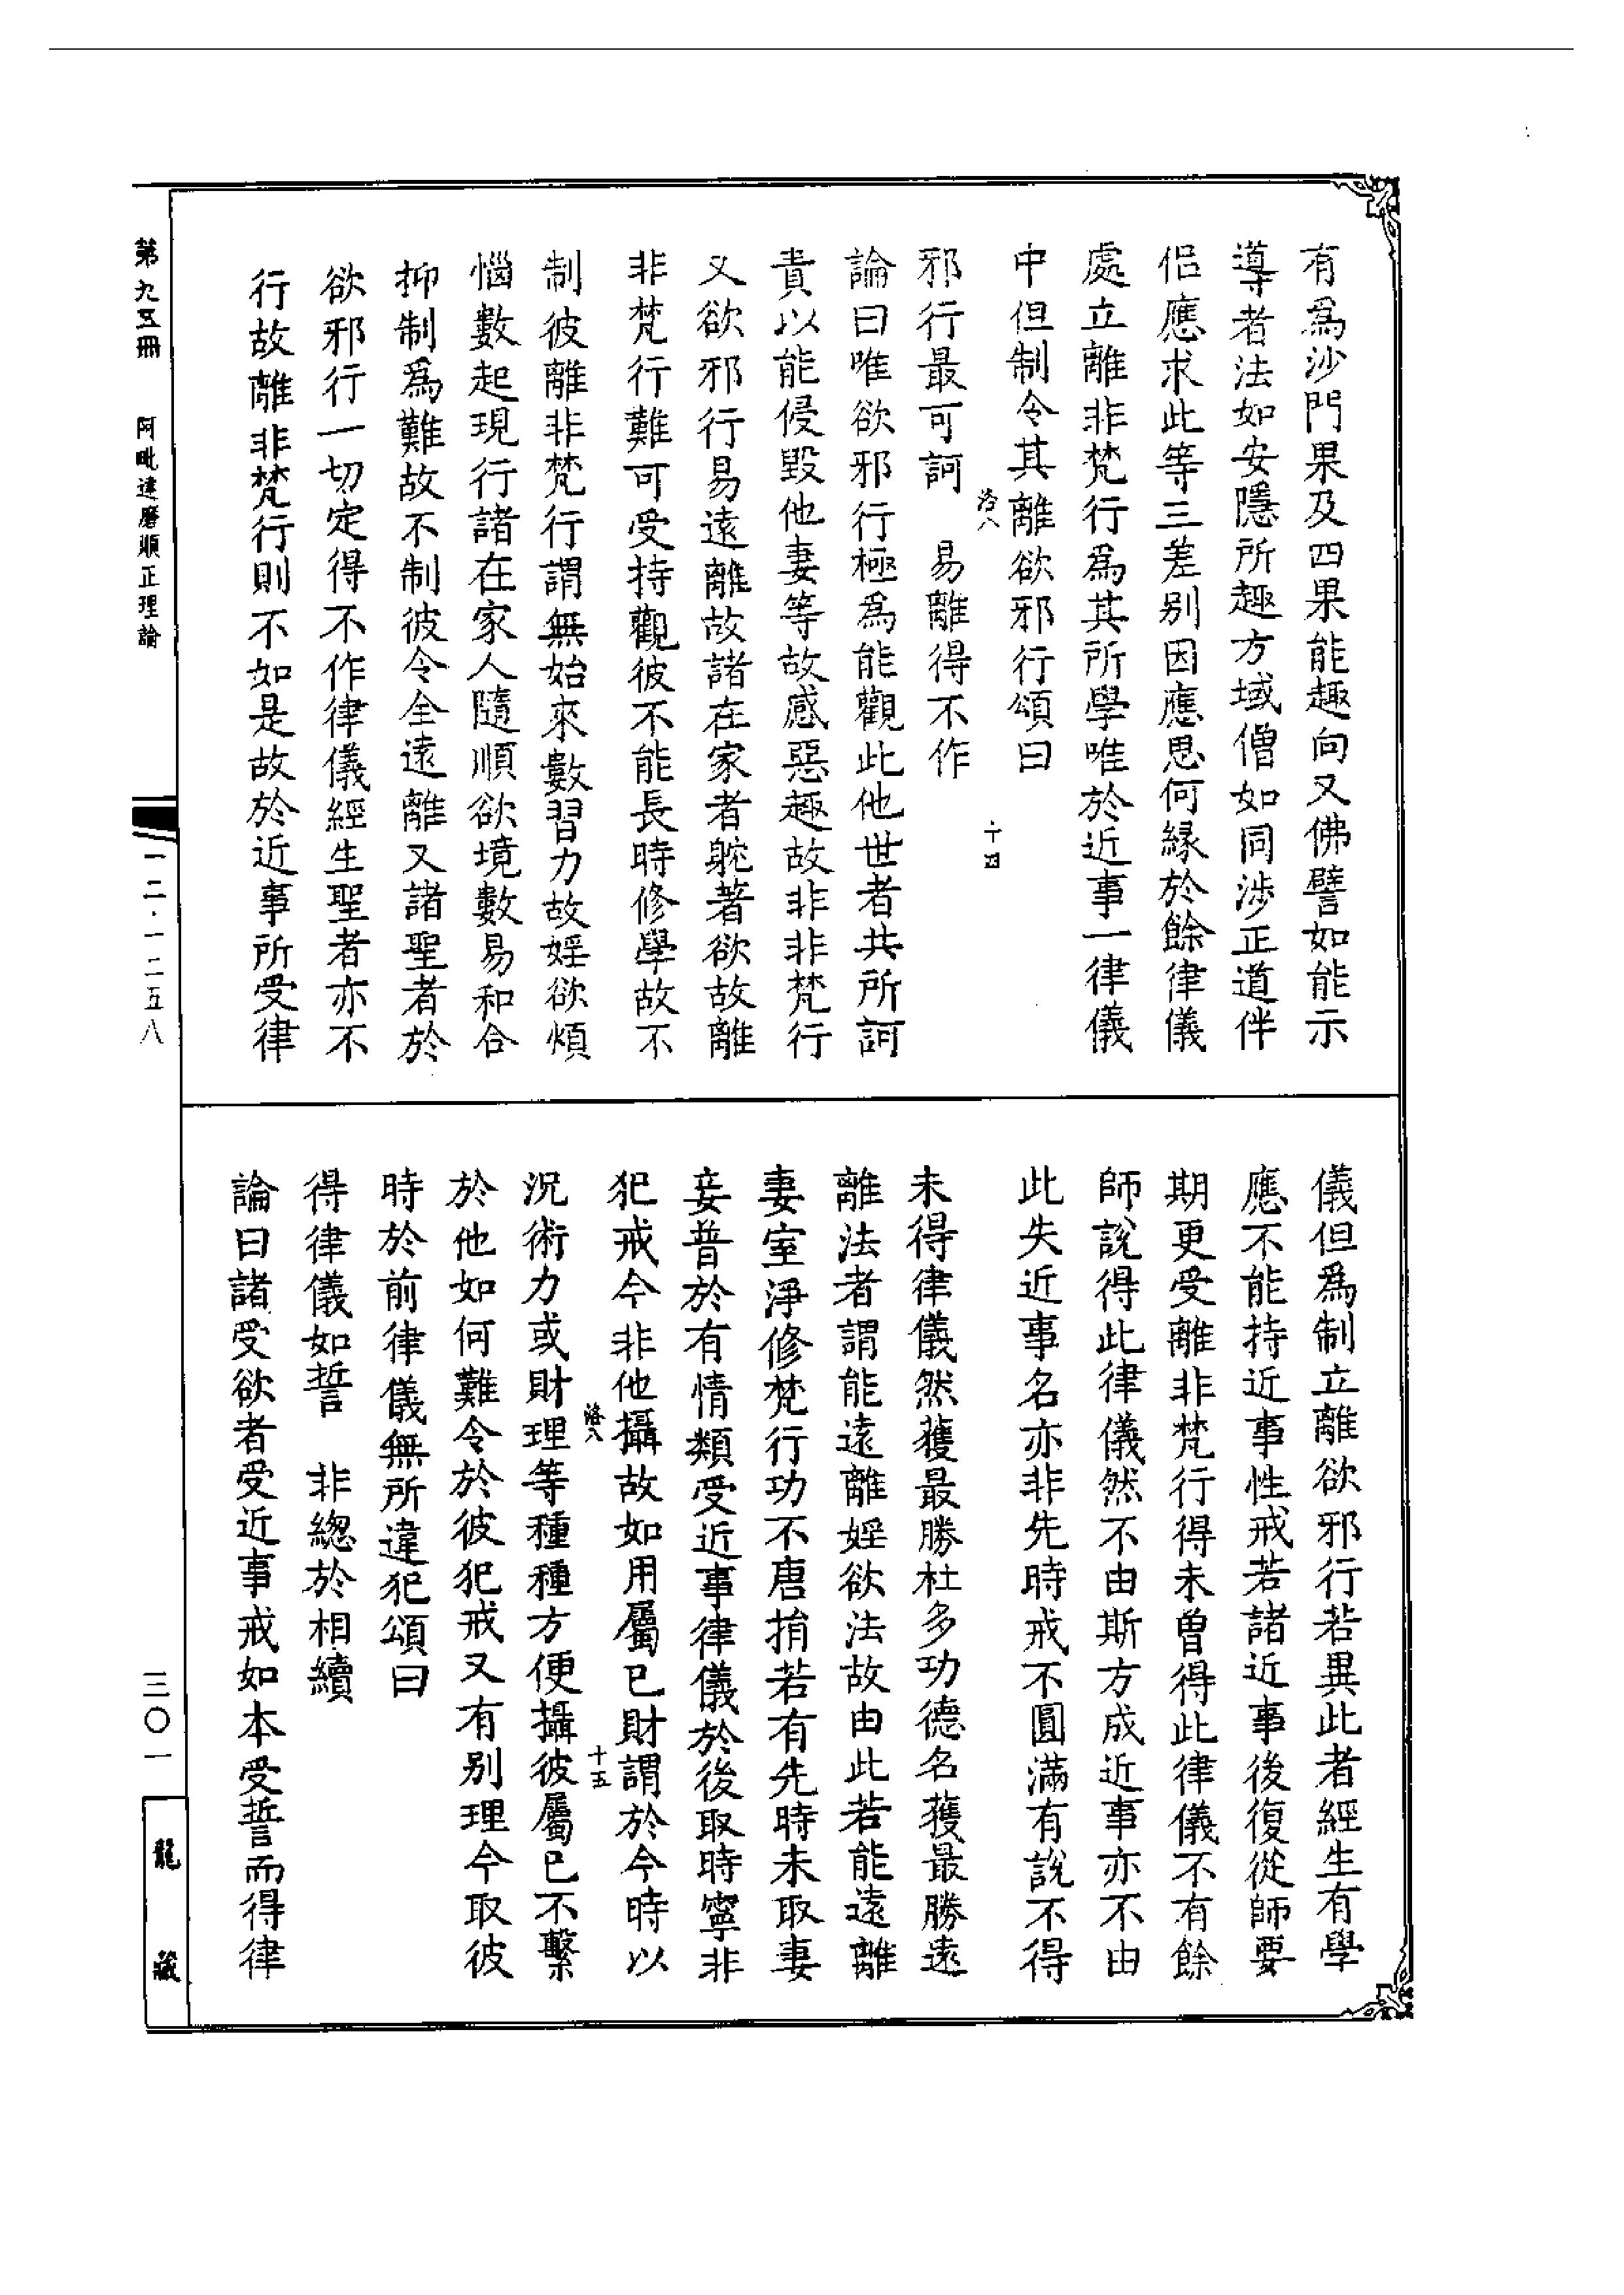 有爲沙門果及四果能趣向又佛譬如能示
導者法如安隱所趣方域僧如同涉正道伴
侶應求此等三差别因應思何緣於餘律儀
處立離非梵行爲其所學唯於近事一律儀
中但制令其離欲邪行頌曰
洛八
十四
邪行最可訶　易離得不作
論曰唯欲邪行極爲能觀此他世者共所訶
責以能侵毀他妻等故感惡趣故非非梵行
又欲邪行易遠離故諸在家者躭著欲故離
非梵行難可受持觀彼不能長時修學故不
制彼離非梵行謂無始來數習力故婬欲煩
惱數起現行諸在家人隨順欲境數易和合
抑制爲難故不制彼令全遠離又諸聖者於
欲邪行一切定得不作律儀經生聖者亦不
行故離非梵行則不如是故於近事所受律
儀但爲制立離欲邪行若異此者經生有學
應不能持近事性戒若諸近事後復從師要
期更受離非梵行得未曾得此律儀不有餘
師說得此律儀然不由斯方成近事亦不由
此失近事名亦非先時戒不圓滿有說不得
未得律儀然獲最勝杜多功德名獲最勝遠
離法者謂能遠離婬欲法故由此若能遠離
妻室淨修梵行功不唐捐若有先時未取妻
妾普於有情類受近事律儀於後取時寧非
犯戒今非他攝故如用屬已財謂於今時以
洛八
十五
況術力或財理等種種方便攝彼屬已不繫
於他如何難令於彼犯戒又有别理今取彼
時於前律儀無所違犯頌曰
得律儀如誓　非總於相續
論曰諸受欲者受近事戒如本受誓而得律
第九五冊　阿毗達磨順正理論
一二·一二五八
三〇一
龍藏